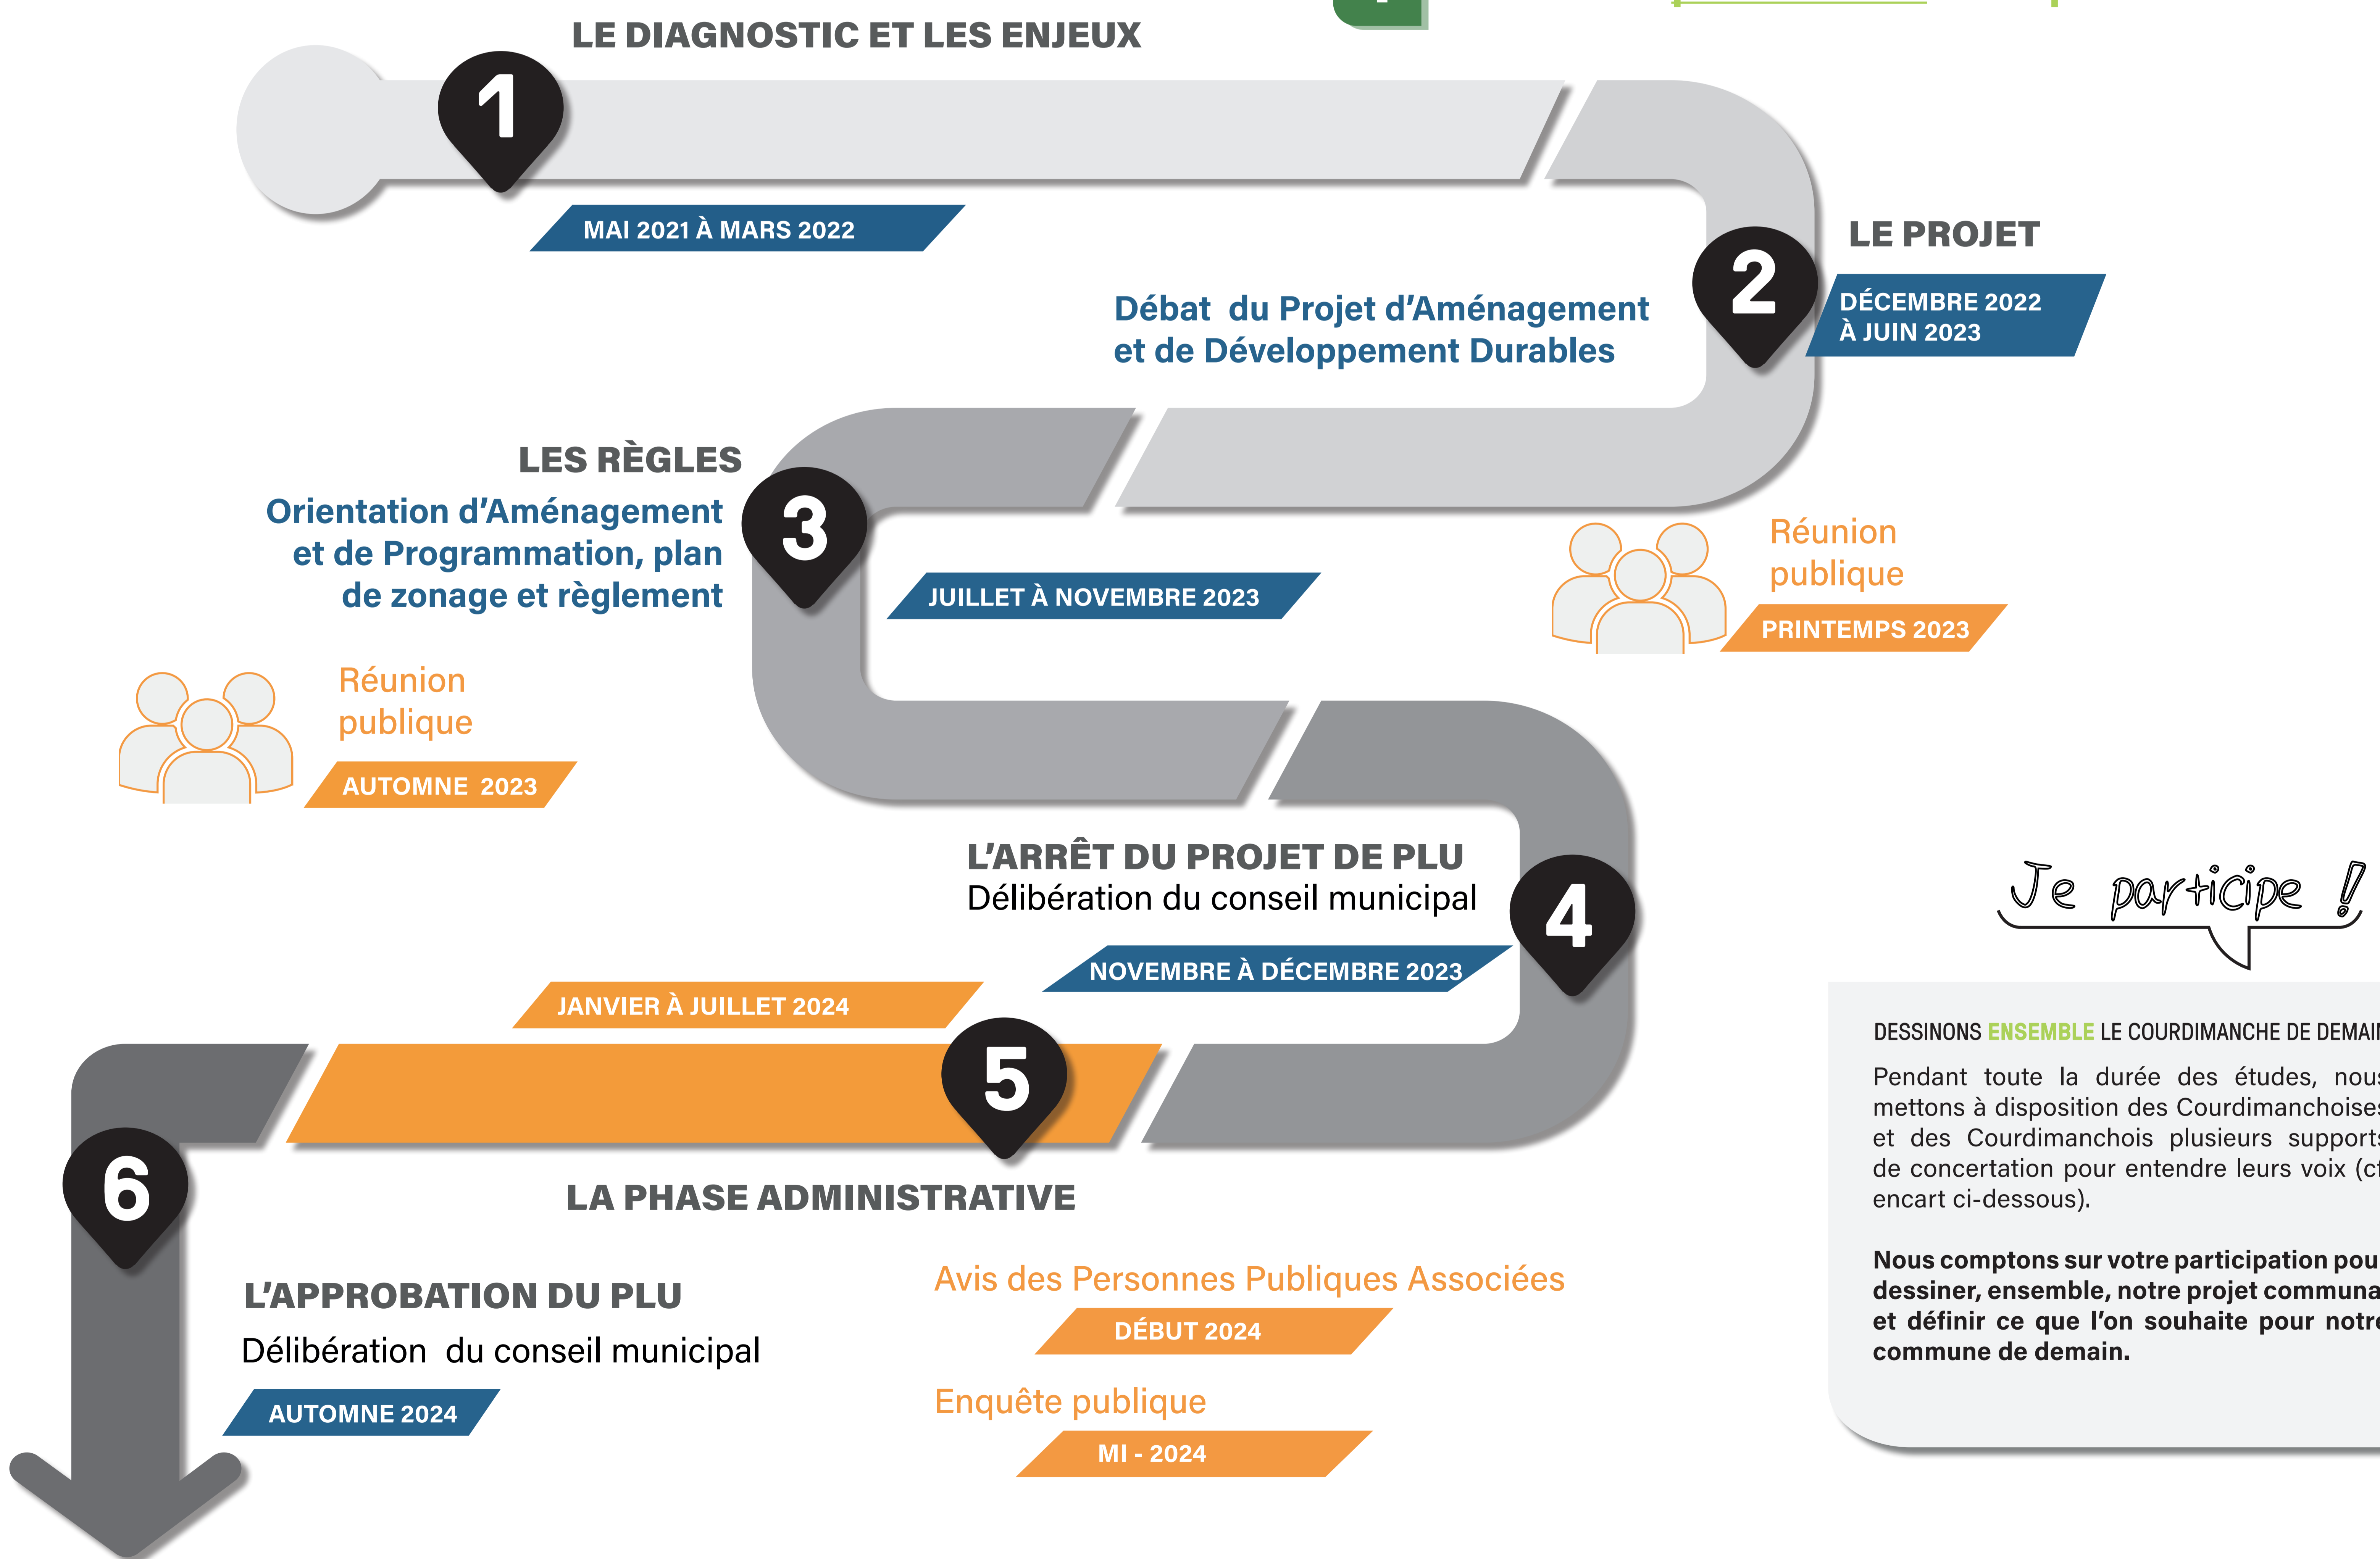 LE DIAGNOSTIC ET LES ENJEUX
1
MAI 2021 À MARS 2022
2
LE PROJET
DÉCEMBRE 2022
À JUIN 2023
Débat du Projet d'Aménagement
et de Développement Durables
LES RÈGLES
Orientation d'Aménagement
et de Programmation, plan
de zonage et règlement
3
JUILLET À NOVEMBRE 2023
Réunion
publique
PRINTEMPS 2023
Réunion
publique
AUTOMNE 2023
L'ARRÊT DU PROJET DE PLU
Délibération du conseil municipal
4
NOVEMBRE À DÉCEMBRE 2023
JANVIER À JUILLET 2024
5
LA PHASE ADMINISTRATIVE
Avis des Personnes Publiques Associées
DÉBUT 2024
Enquête publique
MI - 2024
6
L'APPROBATION DU PLU
Délibération du conseil municipal
AUTOMNE 2024
Je participe !
DESSINONS ENSEMBLE LE COURDIMANCHE DE
Pendant toute la durée des études, nous
mettons à disposition des Courdimanchoises
et des Courdimanchois plusieurs supports
de concertation pour entendre leurs voix (cf
encart ci-dessous).
Nous comptons sur votre participation
dessiner, ensemble, notre projet
et définir ce que l'on souhaite pour notre
commune de demain.